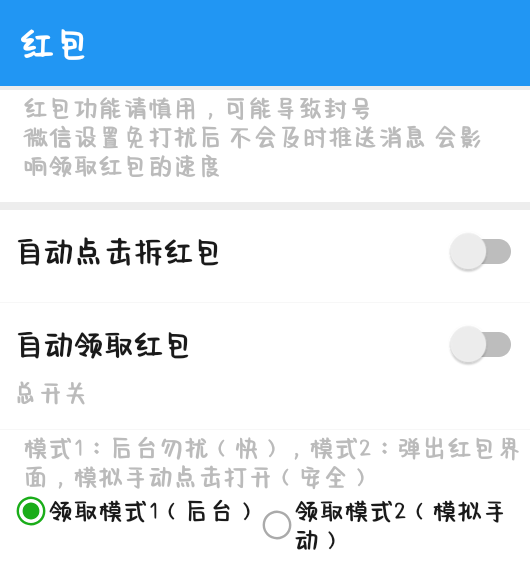 红包
红包功能请慎用，可能导致封号
微信设置免打扰后 不会及时推送消息 会影
响领取红包的速度
自动点击拆红包
自动领取红包
总开关
模式1：后台勿扰（快），模式2：弹出红包界
面，模拟手动点击打开（安全）
领取模式1（后台）
领取模式2（模拟手
动）